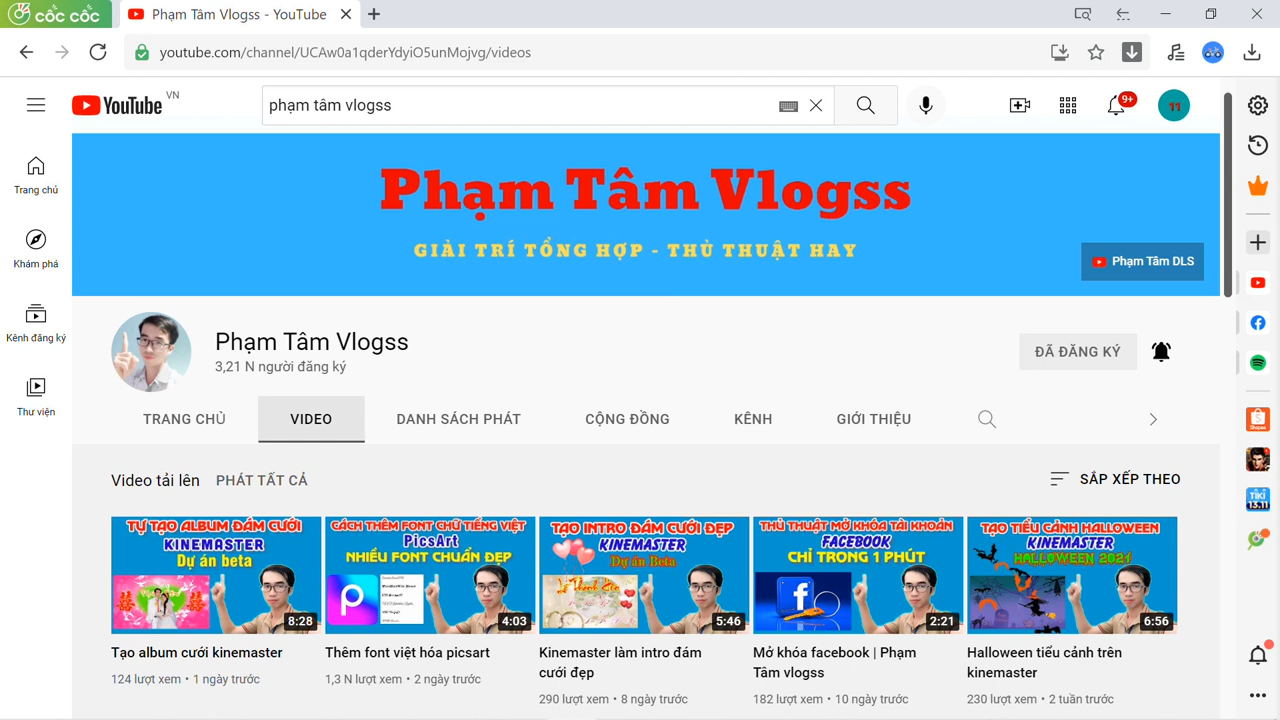 cốc cốc
Phạm Tâm Vlogss - YouTube
youtube.com/channel/UCAw0a1qderYdyiO5unMojvg/videos
YouTube VN
phạm tâm vlogss
9+
11
Trang chủ
Khám phá
Kênh đăng ký
Thư viện
Phạm Tâm Vlogss
GIẢI TRÍ TỔNG HỢP - THỦ THUẬT HAY
Phạm Tâm DLS
Phạm Tâm Vlogss
3,21 N người đăng ký
ĐÃ ĐĂNG KÝ
TRANG CHỦ VIDEO DANH SÁCH PHÁT CỘNG ĐỒNG KÊNH GIỚI THIỆU
Video tải lên PHÁT TẤT CẢ
SẮP XẾP THEO
TỰ TẠO ALBUM ĐÁM CƯỚI
KINEMASTER
Dự án beta
8:28
Tạo album cưới kinemaster
124 lượt xem • 1 ngày trước
CÁCH THÊM FONT CHỮ TIẾNG VIỆT
PicsArt
NHIỀU FONT CHUẨN ĐẸP
4:03
Thêm font việt hóa picsart
1,3 N lượt xem • 2 ngày trước
TẠO INTRO ĐÁM CƯỚI ĐẸP
KINEMASTER
Dự án Beta
5:46
Kinemaster làm intro đám
cưới đẹp
290 lượt xem • 8 ngày trước
THỦ THUẬT MỞ KHÓA TÀI KHOẢN
FACEBOOK
CHỈ TRONG 1 PHÚT
2:21
Mở khóa facebook | Phạm
Tâm vlogss
182 lượt xem • 10 ngày trước
TẠO TIỂU CẢNH HALLOWEEN
KINEMASTER
HALLOWEEN 2021
6:56
Halloween tiểu cảnh trên
kinemaster
230 lượt xem • 2 tuần trước
Shopee
TIKI
13.11